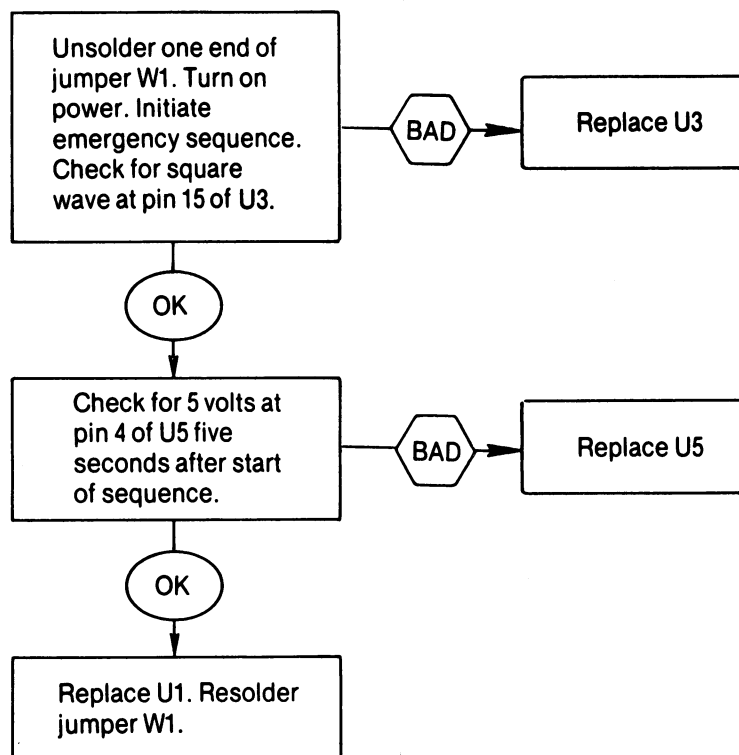 Unsolder one end of
jumper W1. Turn on
power. Initiate
emergency sequence.
Check for square
wave at pin 15 of U3.
BAD
Replace U3
OK
Check for 5 volts at
pin 4 of U5 five
seconds after start
of sequence.
BAD
Replace U5
OK
Replace U1. Resolder
jumper W1.